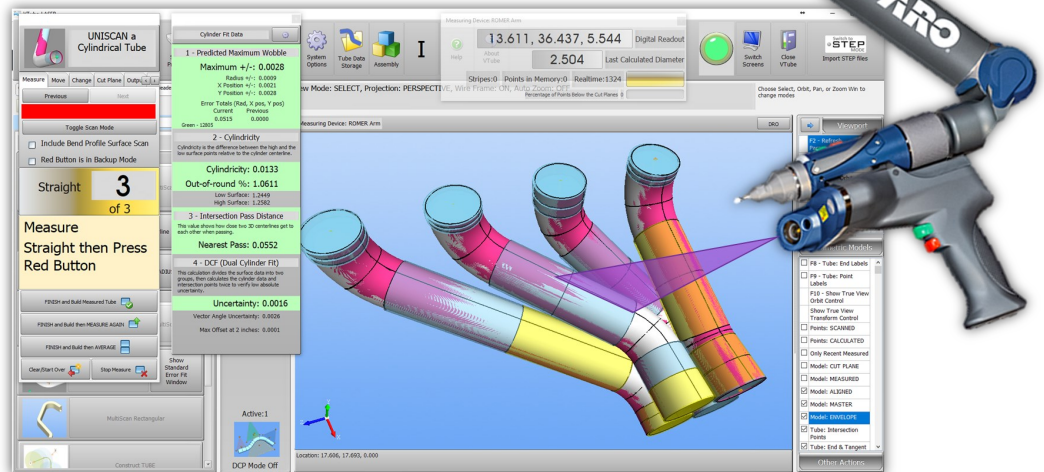 UNISCAN a
Cylindrical Tube
Measure Move Change Cut Plane
Previous Next
Toggle Scan Mode
Include Bend Profile Surface Scan
Red Button is in Backup Mode
Straight 3
of 3
Measure
Straight then Press
Red Button
FINISH and Build Measured Tube
FINISH and Build then MEASURE AGAIN
FINISH and Build then AVERAGE
Clear/Start Over Stop Measure
Cylinder Fit Data
1 - Predicted Maximum Wobble
Maximum +/-: 0.0028
Radius +/-: 0.0009
X Position +/-: 0.0021
Y Position +/-: 0.0028
Error Totals (Rad, X pos, Y pos)
Current Previous
0.0515 0.0000
Green - 12805
2 - Cylindricity
Cylindricity is the difference between the high and the
low surface points relative to the cylinder centerline.
Cylindricity: 0.0133
Out-of-round %: 1.0611
Low Surface: 1.2449
High Surface: 1.2582
3 - Intersection Pass Distance
This value shows how close two 3D centerlines get to
each other when passing.
Nearest Pass: 0.0552
4 - DCF (Dual Cylinder Fit)
This calculation divides the surface data into two
groups, then calculates the cylinder data and
intersection points twice to verify low absolute
uncertainty.
Uncertainty: 0.0016
Vector Angle Uncertainty: 0.0026
Max Offset at 2 inches: 0.0001
Show
Standard
Error Fit
Window
MultiScan Rectangular
Construct TUBE
Active:1
DCP Mode Off
System
Options
Tube Data
Storage
Assembly
Measuring Device: ROMER Arm
13.611, 36.437, 5.544 Digital Readout
2.504 Last Calculated Diameter
Help
About
VTube
Stripes:0 Points in Memory:0 Realtime:1324
Percentage of Points Below the Cut Planes 0
Switch
Screens
Close
VTube
Switch to
STEP
MODE
Import STEP files
ew Mode: SELECT, Projection: PERSPECTIVE, Wire Frame: ON, Auto Zoom: OFF
Choose Select, Orbit, Pan, or Zoom Win to
change modes
Measuring Device: ROMER Arm
DRO
Viewport
Location: 17.606, 17.093, 0.000
F8 - Tube: End Labels
F9 - Tube: Point
Labels
F10 - Show True View
Orbit Control
Show True View
Transform Control
Points: SCANNED
Points: CALCULATED
Only Recent Measured
Model: CUT PLANE
Model: MEASURED
Model: ALIGNED
Model: MASTER
Model: ENVELOPE
Tube: Intersection
Points
Tube: End & Tangent
Other Actions